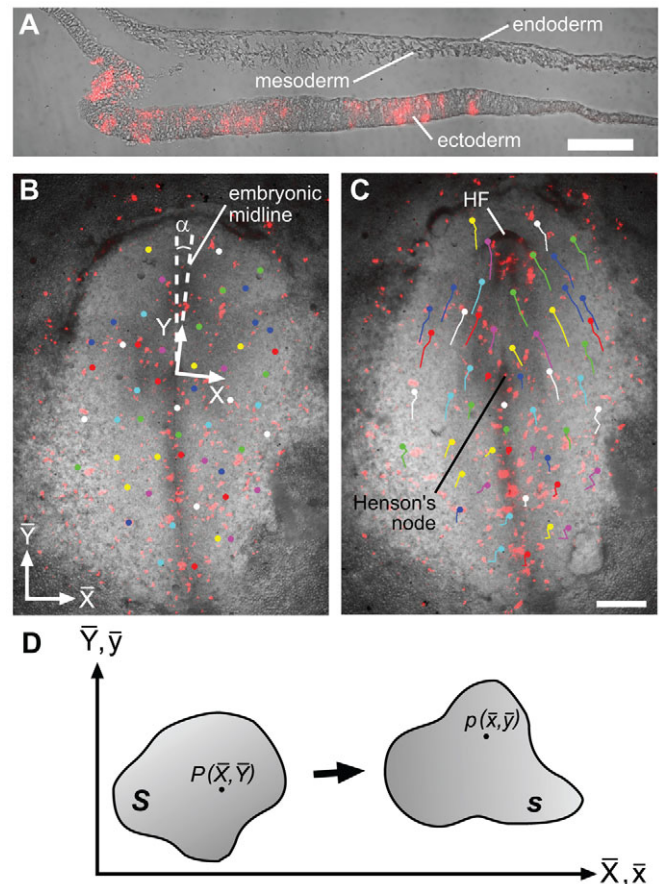 A
endoderm
mesoderm
ectoderm
B
embryonic
midline
α
Y
X
Y̅
X̅
C
HF
Henson's
node
D
Y̅, y̅
P(X̅,Y̅)
S
p(x̅,y̅)
s
X̅, x̅